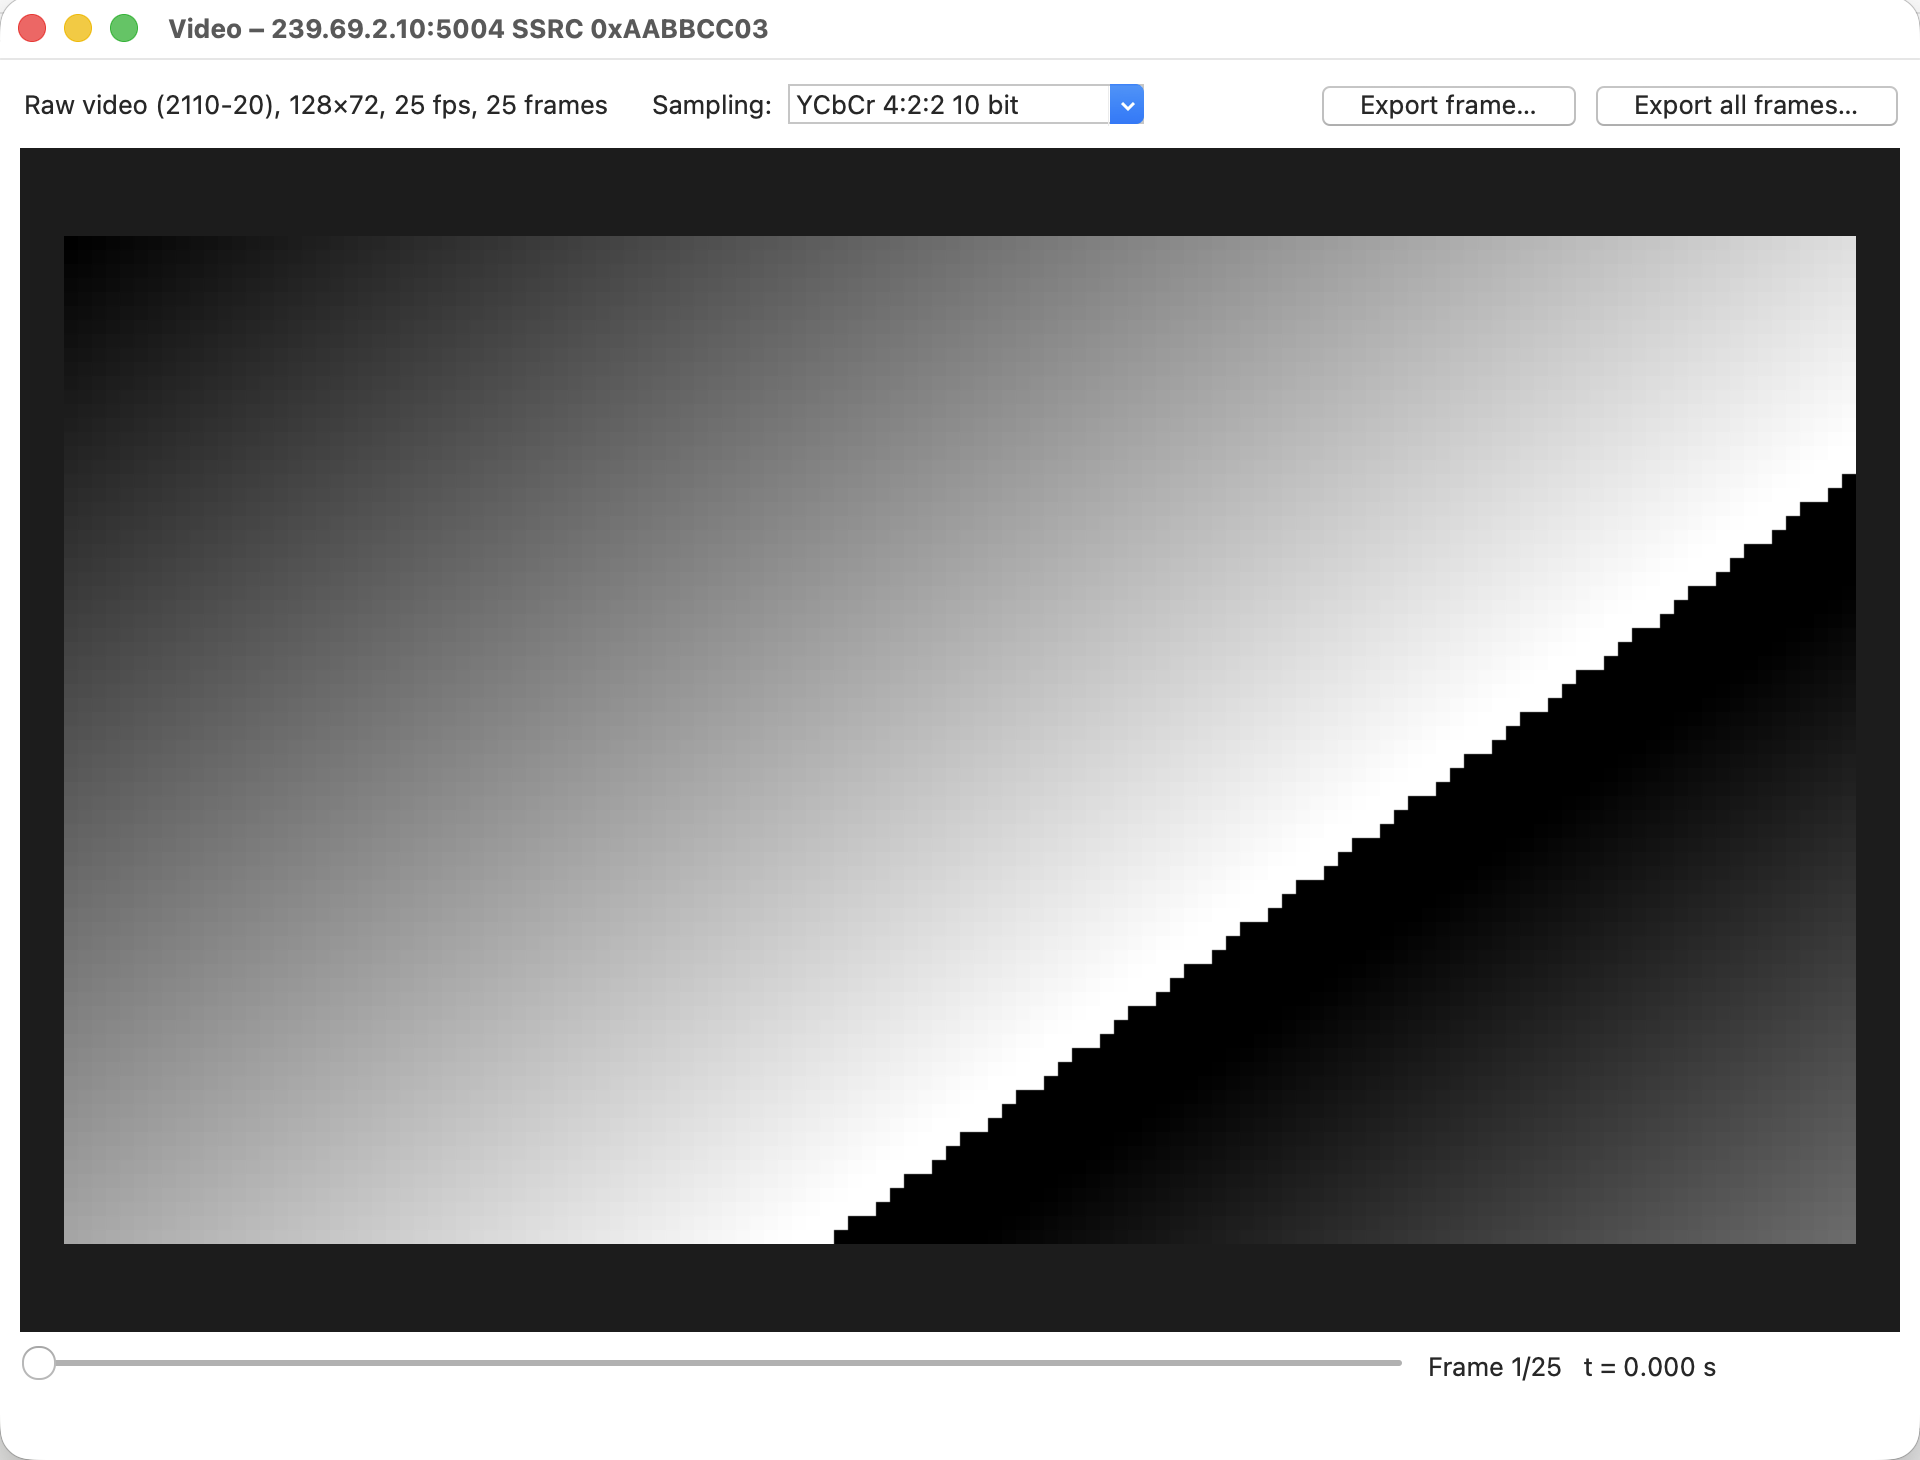 Video – 239.69.2.10:5004 SSRC 0xAABBCC03
Raw video (2110-20), 128×72, 25 fps, 25 frames Sampling: YCbCr 4:2:2 10 bit Export frame... Export all frames...
Frame 1/25 t = 0.000 s